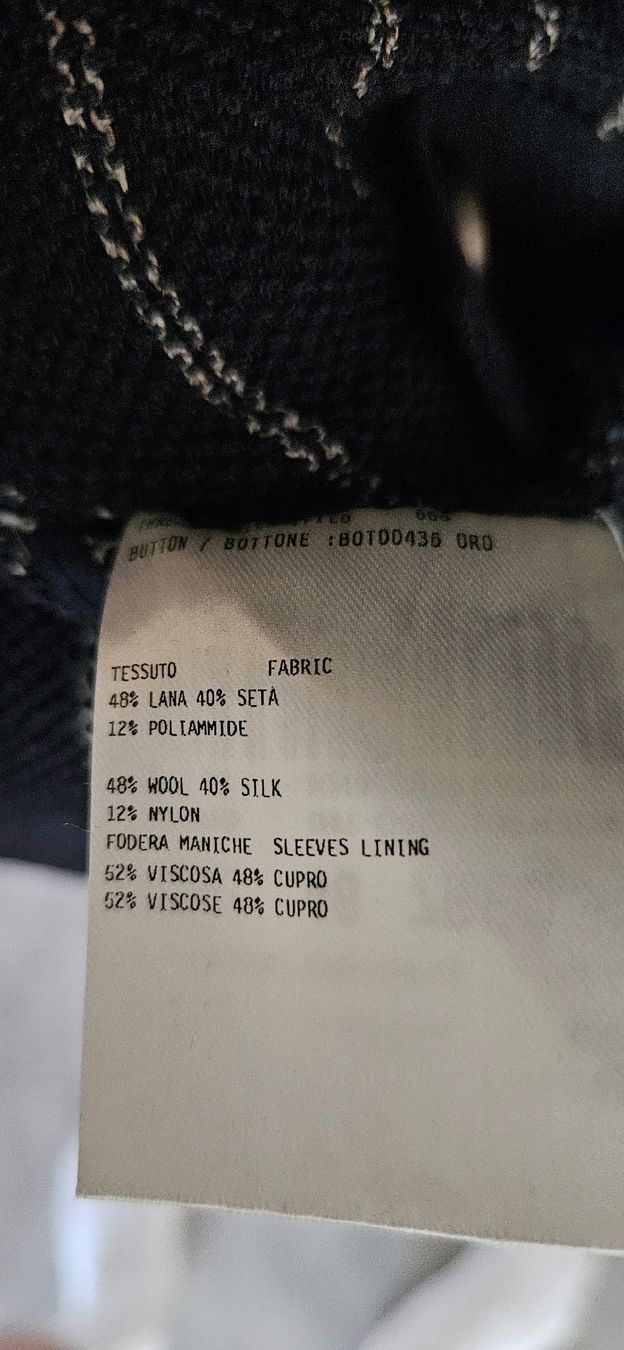 BUTTON / BOTTONE :BOT00436 ORO
TESSUTO FABRIC
48% LANA 40% SETA
12% POLIAMMIDE
48% WOOL 40% SILK
12% NYLON
FODERA MANICHE SLEEVES LINING
52% VISCOSA 48% CUPRO
52% VISCOSE 48% CUPRO